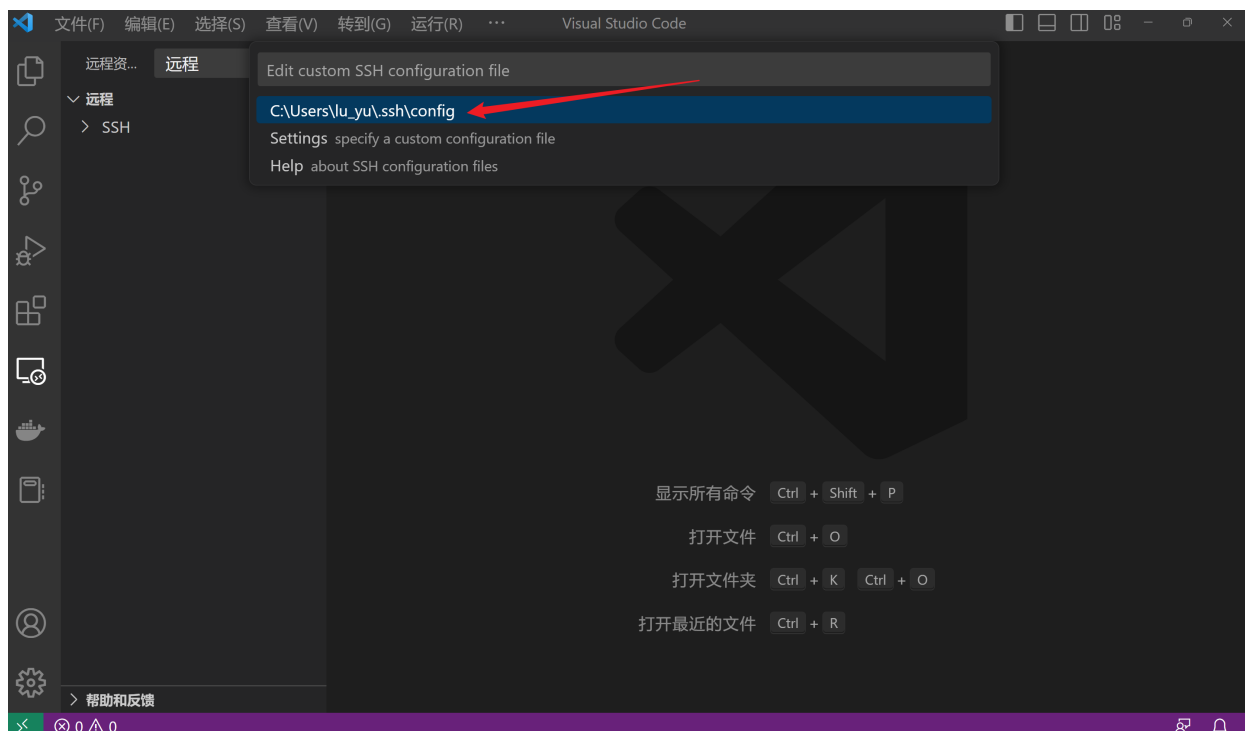 文件(F) 编辑(E) 选择(S) 查看(V) 转到(G) 运行(R) ··· Visual Studio Code
远程资... 远程
Edit custom SSH configuration file
远程
C:\Users\lu_yu\.ssh\config
SSH
Settings specify a custom configuration file
Help about SSH configuration files
显示所有命令 Ctrl + Shift + P
打开文件 Ctrl + O
打开文件夹 Ctrl + K Ctrl + O
打开最近的文件 Ctrl + R
帮助和反馈
0 0